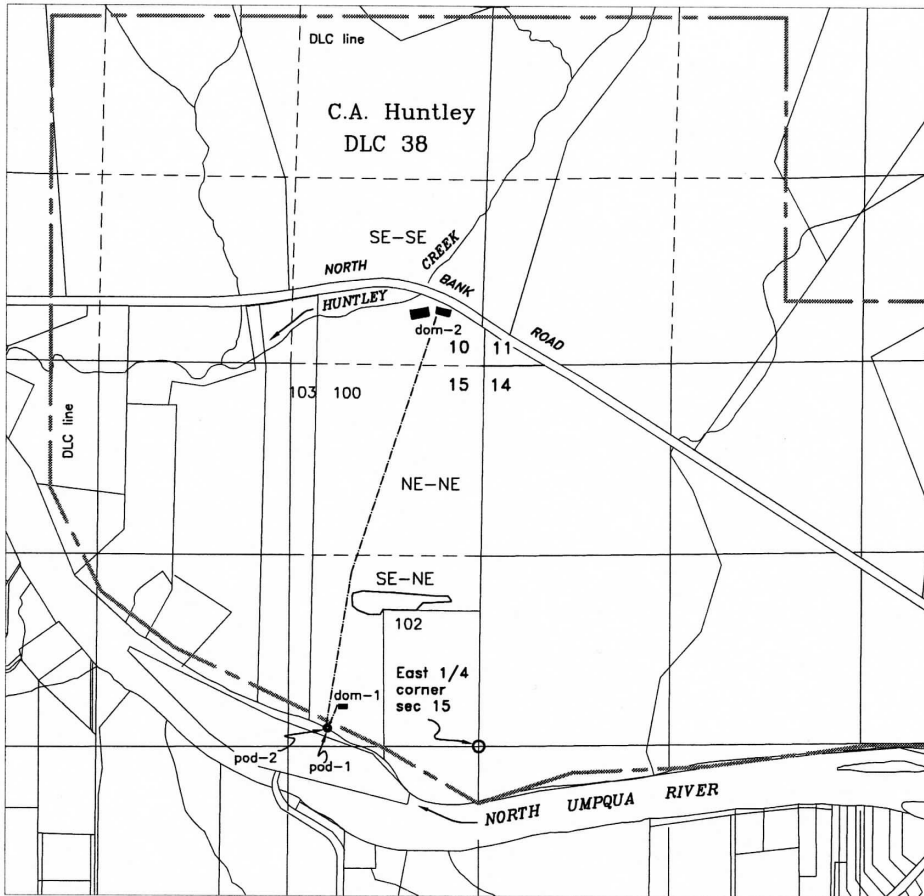 DLC line
C.A. Huntley
DLC 38
SE-SE
NORTH
CREEK
BANK
HUNTLEY
ROAD
dom-2
10 11
15 14
103 100
DLC line
NE-NE
SE-NE
102
East 1/4
corner
sec 15
dom-1
pod-2
pod-1
NORTH UMPQUA RIVER